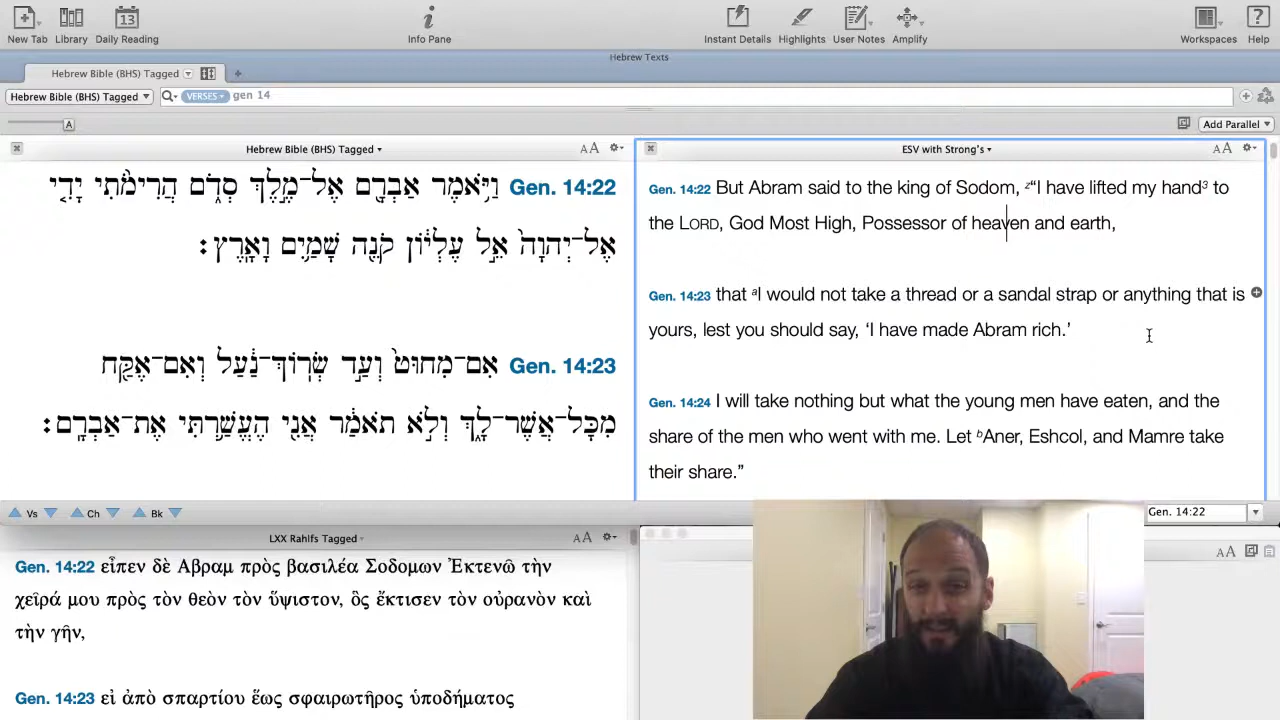 New Tab Library Daily Reading Info Pane Instant Details Highlights User Notes Amplify Workspaces Help
13
Hebrew Texts
Hebrew Bible (BHS) Tagged
Hebrew Bible (BHS) Tagged VERSES gen 14
A Add Parallel
Hebrew Bible (BHS) Tagged AA
Gen. 14:22 וַיֹּ֥אמֶר אַבְרָ֖ם אֶל־מֶ֣לֶךְ סְדֹ֑ם הֲרִימֹ֨תִי יָדִ֤י
אֶל־יְהוָה֙ אֵ֣ל עֶלְי֔וֹן קֹנֵ֖ה שָׁמַ֥יִם וָאָֽרֶץ׃
Gen. 14:23 אִם־מִחוּט֙ וְעַ֣ד שְׂרֽוֹךְ־נַ֔עַל וְאִם־אֶקַּ֖ח
מִכָּל־אֲשֶׁר־לָ֑ךְ וְלֹ֣א תֹאמַ֔ר אֲנִ֖י הֶעֱשַׁ֥רְתִּי אֶת־אַבְרָֽם׃
ESV with Strong's AA
Gen. 14:22 But Abram said to the king of Sodom, z“I have lifted my hand3 to
the LORD, God Most High, Possessor of heaven and earth,
Gen. 14:23 that aI would not take a thread or a sandal strap or anything that is
yours, lest you should say, ‘I have made Abram rich.’
Gen. 14:24 I will take nothing but what the young men have eaten, and the
share of the men who went with me. Let bAner, Eshcol, and Mamre take
their share.”
Vs Ch Bk
Gen. 14:22
LXX Rahlfs Tagged AA
Gen. 14:22 εἶπεν δὲ Αβραμ πρὸς βασιλέα Σοδομων Ἐκτενῶ τὴν
χεῖρά μου πρὸς τὸν θεὸν τὸν ὕψιστον, ὃς ἔκτισεν τὸν οὐρανὸν καὶ
τὴν γῆν,
Gen. 14:23 εἰ ἀπὸ σπαρτίου ἕως σφαιρωτῆρος ὑποδήματος
AA